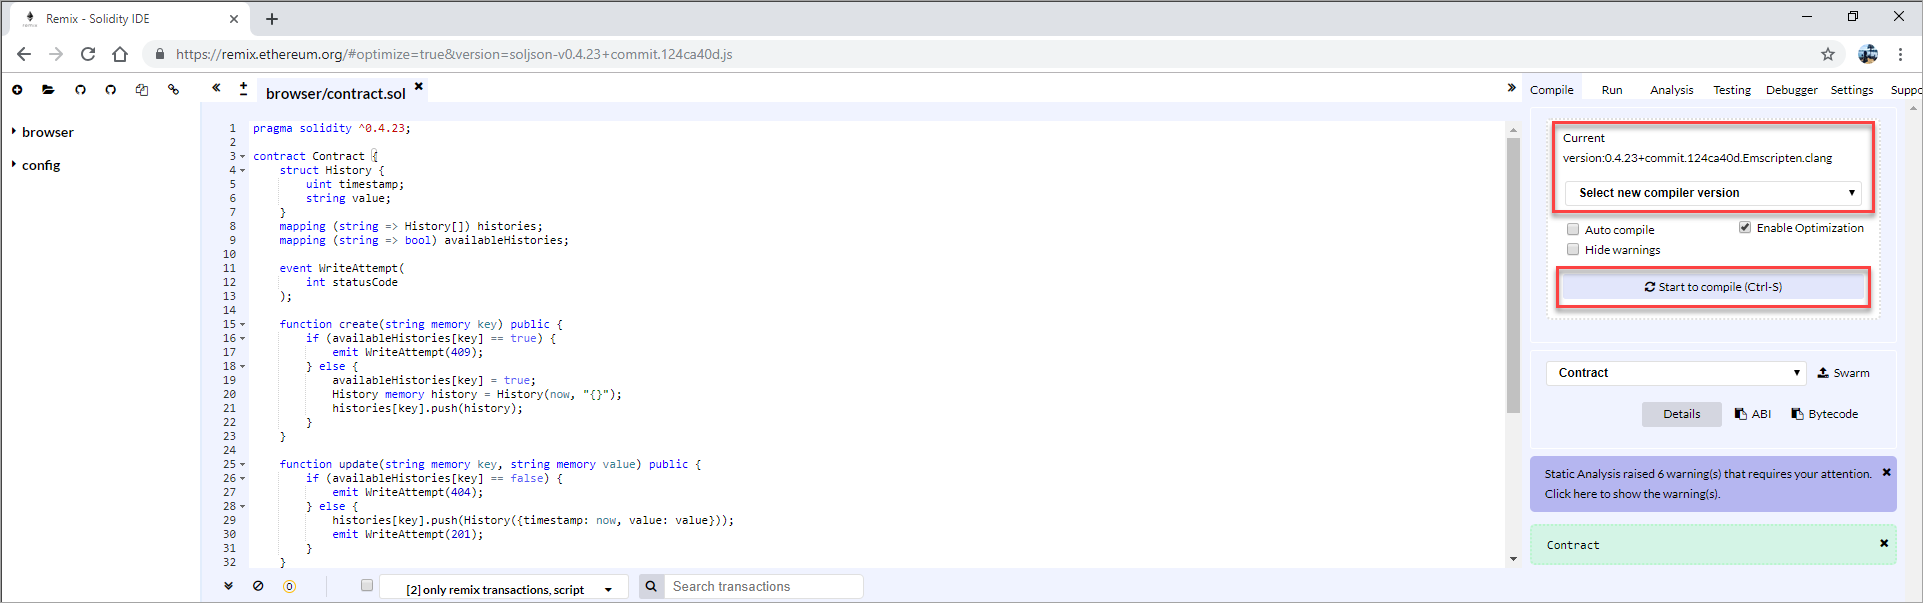 Remix - Solidity IDE
https://remix.ethereum.org/#optimize=true&version=soljson-v0.4.23+commit.124ca40d.js
browser/contract.sol
Compile Run Analysis Testing Debugger Settings Suppo
browser
config
1 pragma solidity ^0.4.23;
2
3 contract Contract {
4     struct History {
5         uint timestamp;
6         string value;
7     }
8     mapping (string => History[]) histories;
9     mapping (string => bool) availableHistories;
10
11     event WriteAttempt(
12         int statusCode
13     );
14
15     function create(string memory key) public {
16         if (availableHistories[key] == true) {
17             emit WriteAttempt(409);
18         } else {
19             availableHistories[key] = true;
20             History memory history = History(now, "{}");
21             histories[key].push(history);
22         }
23     }
24
25     function update(string memory key, string memory value) public {
26         if (availableHistories[key] == false) {
27             emit WriteAttempt(404);
28         } else {
29             histories[key].push(History({timestamp: now, value: value}));
30             emit WriteAttempt(201);
31         }
32     }
0
[2] only remix transactions, script
Search transactions
Current
version:0.4.23+commit.124ca40d.Emscripten.clang
Select new compiler version
Auto compile Enable Optimization
Hide warnings
Start to compile (Ctrl-S)
Contract Swarm
Details ABI Bytecode
Static Analysis raised 6 warning(s) that requires your attention.
Click here to show the warning(s).
Contract